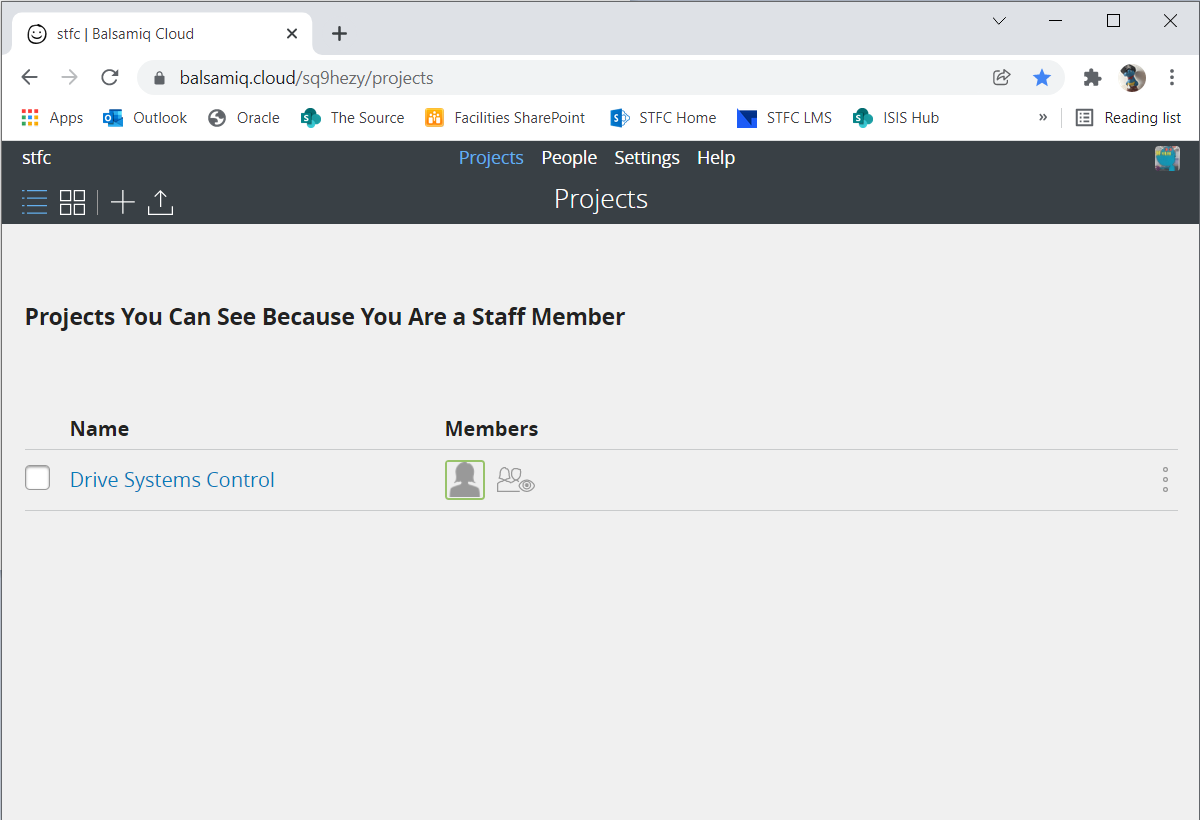 stfc | Balsamiq Cloud
balsamiq.cloud/sq9hezy/projects
Apps Outlook Oracle The Source Facilities SharePoint STFC Home STFC LMS ISIS Hub » Reading list
stfc Projects People Settings Help
Projects
Projects You Can See Because You Are a Staff Member
Name Members
Drive Systems Control